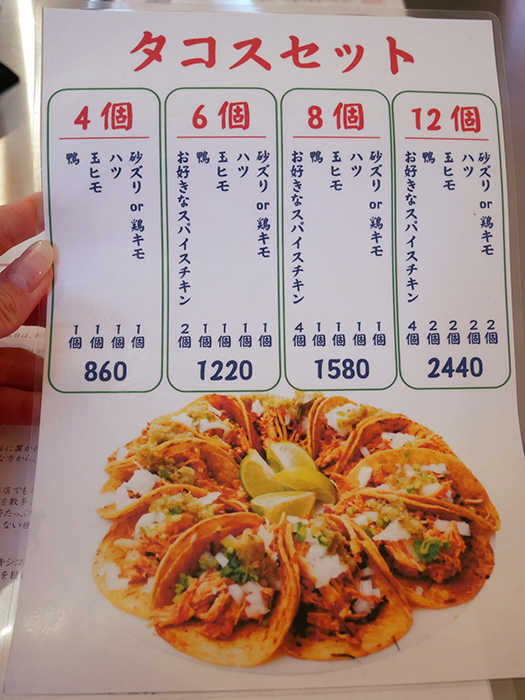 タコスセット
4個
砂ズリ or 鶏キモ 1個
ハツ 1個
玉ヒモ 1個
鴨 1個
860
6個
砂ズリ or 鶏キモ 1個
ハツ 1個
玉ヒモ 1個
鴨 1個
お好きなスパイスチキン 2個
1220
8個
砂ズリ or 鶏キモ 1個
ハツ 1個
玉ヒモ 1個
鴨 1個
お好きなスパイスチキン 4個
1580
12個
砂ズリ or 鶏キモ 2個
ハツ 2個
玉ヒモ 2個
鴨 2個
お好きなスパイスチキン 4個
2440